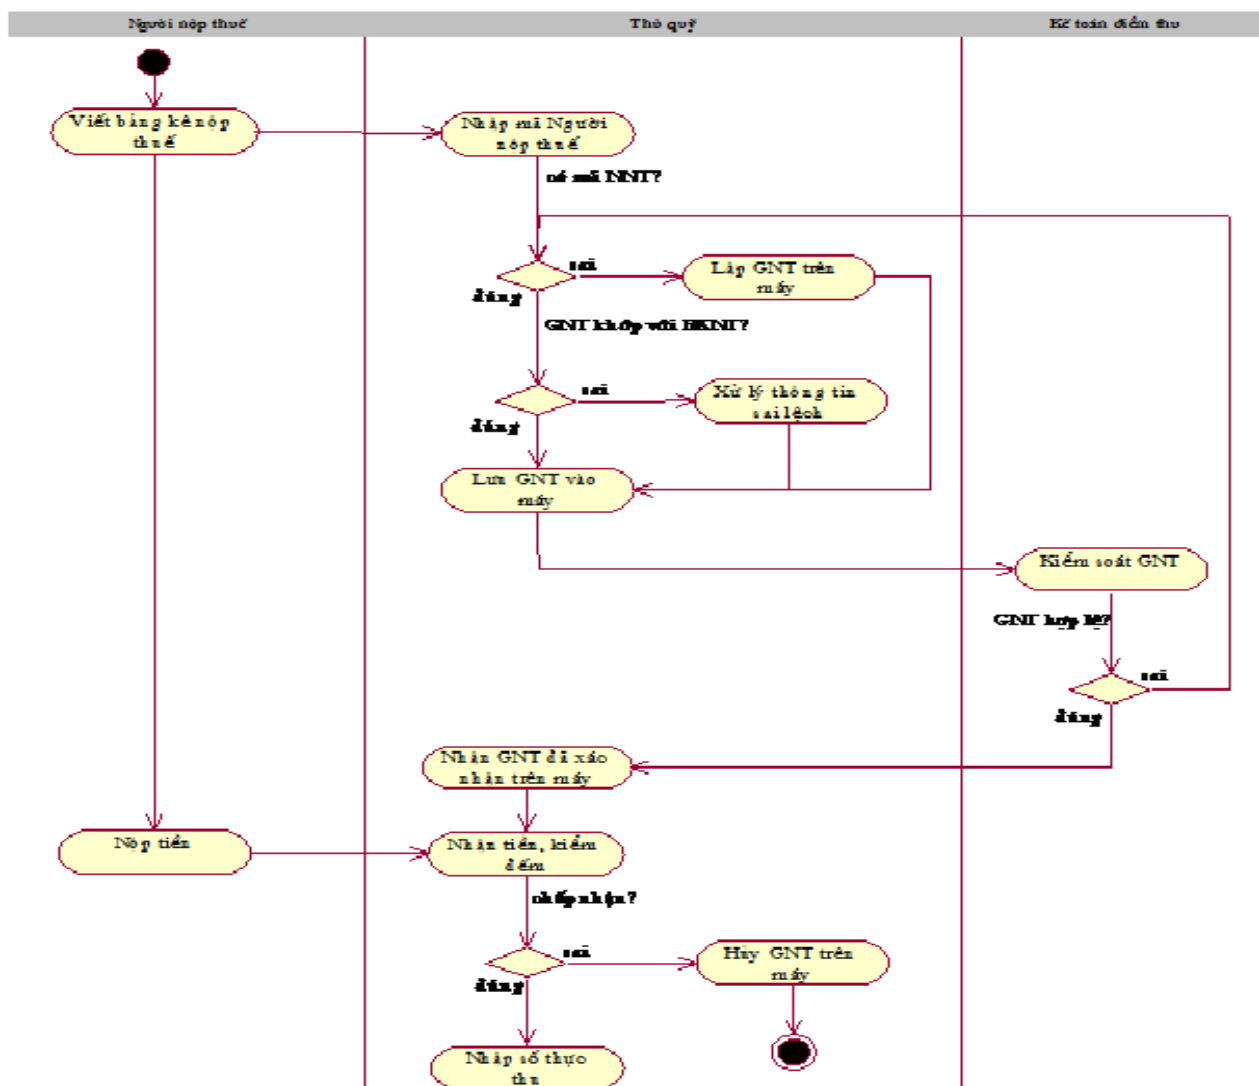 Người nộp thuế
Thủ quỹ
Kế toán điểm thu
Viết bảng kê nộp
thuế
Nhập mã Người
nộp thuế
có mã NNT?
sai
Lập GNT trên
máy
đúng
GNT khớp với BKNT?
sai
Xử lý thông tin
sai lệch
đúng
Lưu GNT vào
máy
Kiểm soát GNT
GNT hợp lệ?
sai
đúng
Nhận GNT đã xác
nhận trên máy
Nộp tiền
Nhận tiền, kiểm
đếm
chấp nhận?
sai
Hủy GNT trên
máy
đúng
Nhập số thực
thu